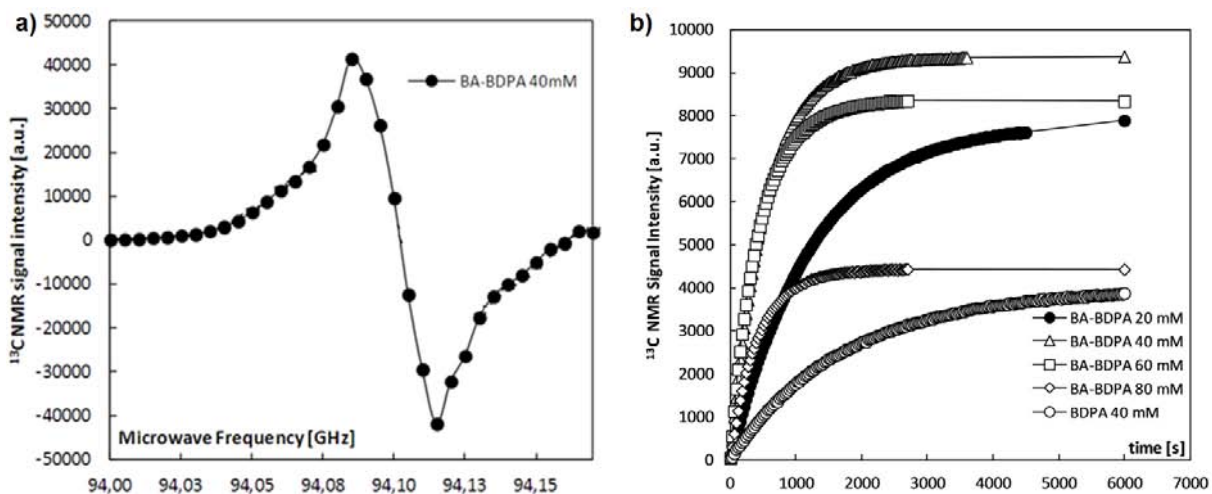 a)
50000
40000
30000
20000
10000
0
-10000
-20000
-30000
-40000
-50000
¹³C NMR signal intensity [a.u.]
BA-BDPA 40mM
Microwave Frequency [GHz]
94,00 94,03 94,05 94,08 94,10 94,13 94,15
b)
10000
9000
8000
7000
6000
5000
4000
3000
2000
1000
0
¹³C NMR Signal Intensity [a.u.]
BA-BDPA 20 mM
BA-BDPA 40 mM
BA-BDPA 60 mM
BA-BDPA 80 mM
BDPA 40 mM
time [s]
0 1000 2000 3000 4000 5000 6000 7000